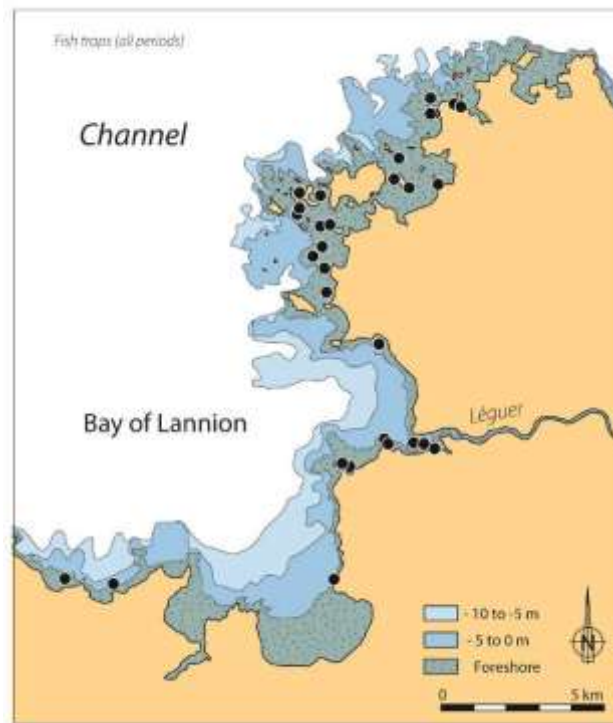 Fish traps (all periods)
Channel
Bay of Lannion
Léguer
- 10 to -5 m
- 5 to 0 m
Foreshore
N
0 5 km